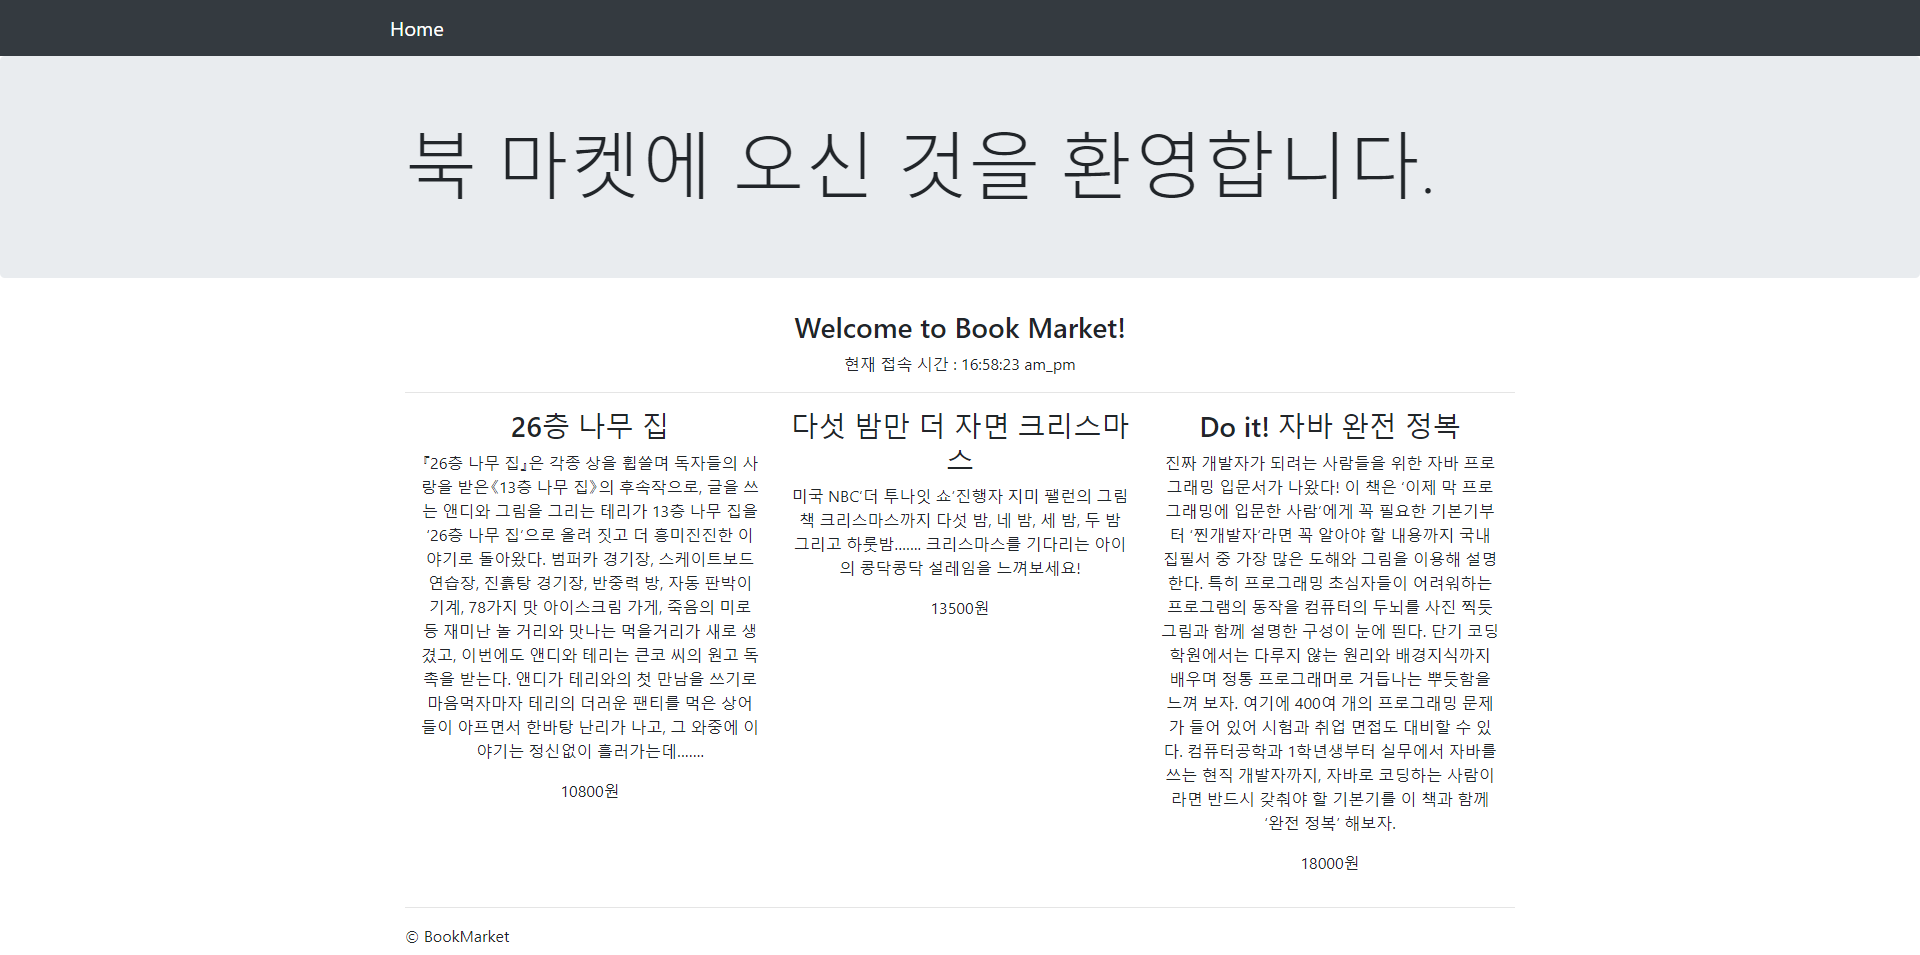 Home
북 마켓에 오신 것을 환영합니다.
Welcome to Book Market!
현재 접속 시간 : 16:58:23 am_pm
26층 나무 집
『26층 나무 집』은 각종 상을 휩쓸며 독자들의 사
랑을 받은《13층 나무 집》의 후속작으로, 글을 쓰
는 앤디와 그림을 그리는 테리가 13층 나무 집을
‘26층 나무 집’으로 올려 짓고 더 흥미진진한 이
야기로 돌아왔다. 범퍼카 경기장, 스케이트보드
연습장, 진흙탕 경기장, 반중력 방, 자동 판박이
기계, 78가지 맛 아이스크림 가게, 죽음의 미로
등 재미난 놀 거리와 맛나는 먹을거리가 새로 생
겼고, 이번에도 앤디와 테리는 큰코 씨의 원고 독
촉을 받는다. 앤디가 테리와의 첫 만남을 쓰기로
마음먹자마자 테리의 더러운 팬티를 먹은 상어
들이 아프면서 한바탕 난리가 나고, 그 와중에 이
야기는 정신없이 흘러가는데…….
10800원
다섯 밤만 더 자면 크리스마
스
미국 NBC‘더 투나잇 쇼’진행자 지미 팰런의 그림
책 크리스마스까지 다섯 밤, 네 밤, 세 밤, 두 밤
그리고 하룻밤……. 크리스마스를 기다리는 아이
의 콩닥콩닥 설레임을 느껴보세요!
13500원
Do it! 자바 완전 정복
진짜 개발자가 되려는 사람들을 위한 자바 프로
그래밍 입문서가 나왔다! 이 책은 ‘이제 막 프로
그래밍에 입문한 사람’에게 꼭 필요한 기본기부
터 ‘찐개발자’라면 꼭 알아야 할 내용까지 국내
집필서 중 가장 많은 도해와 그림을 이용해 설명
한다. 특히 프로그래밍 초심자들이 어려워하는
프로그램의 동작을 컴퓨터의 두뇌를 사진 찍듯
그림과 함께 설명한 구성이 눈에 띈다. 단기 코딩
학원에서는 다루지 않는 원리와 배경지식까지
배우며 정통 프로그래머로 거듭나는 뿌듯함을
느껴 보자. 여기에 400여 개의 프로그래밍 문제
가 들어 있어 시험과 취업 면접도 대비할 수 있
다. 컴퓨터공학과 1학년생부터 실무에서 자바를
쓰는 현직 개발자까지, 자바로 코딩하는 사람이
라면 반드시 갖춰야 할 기본기를 이 책과 함께
‘완전 정복’ 해보자.
18000원
© BookMarket